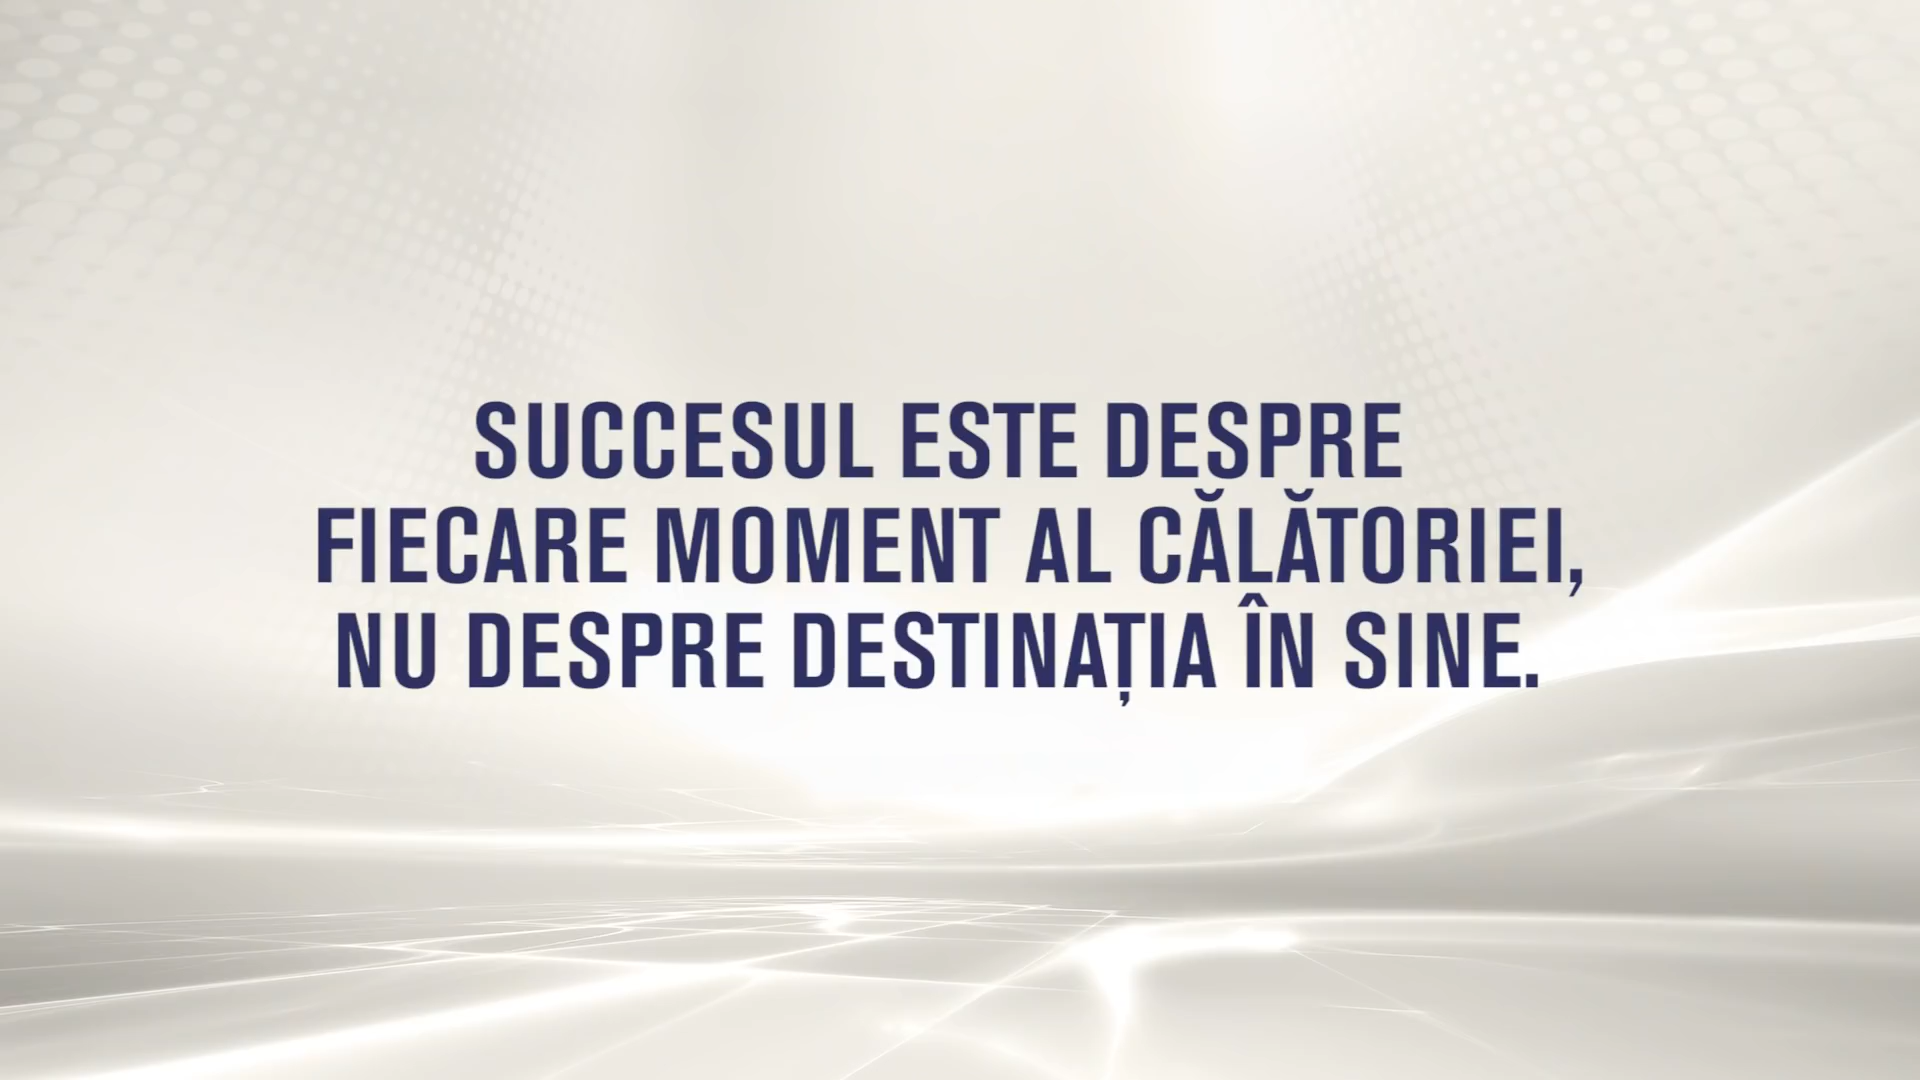 SUCCESUL ESTE DESPRE
FIECARE MOMENT AL CĂLĂTORIEI,
NU DESPRE DESTINAȚIA ÎN SINE.